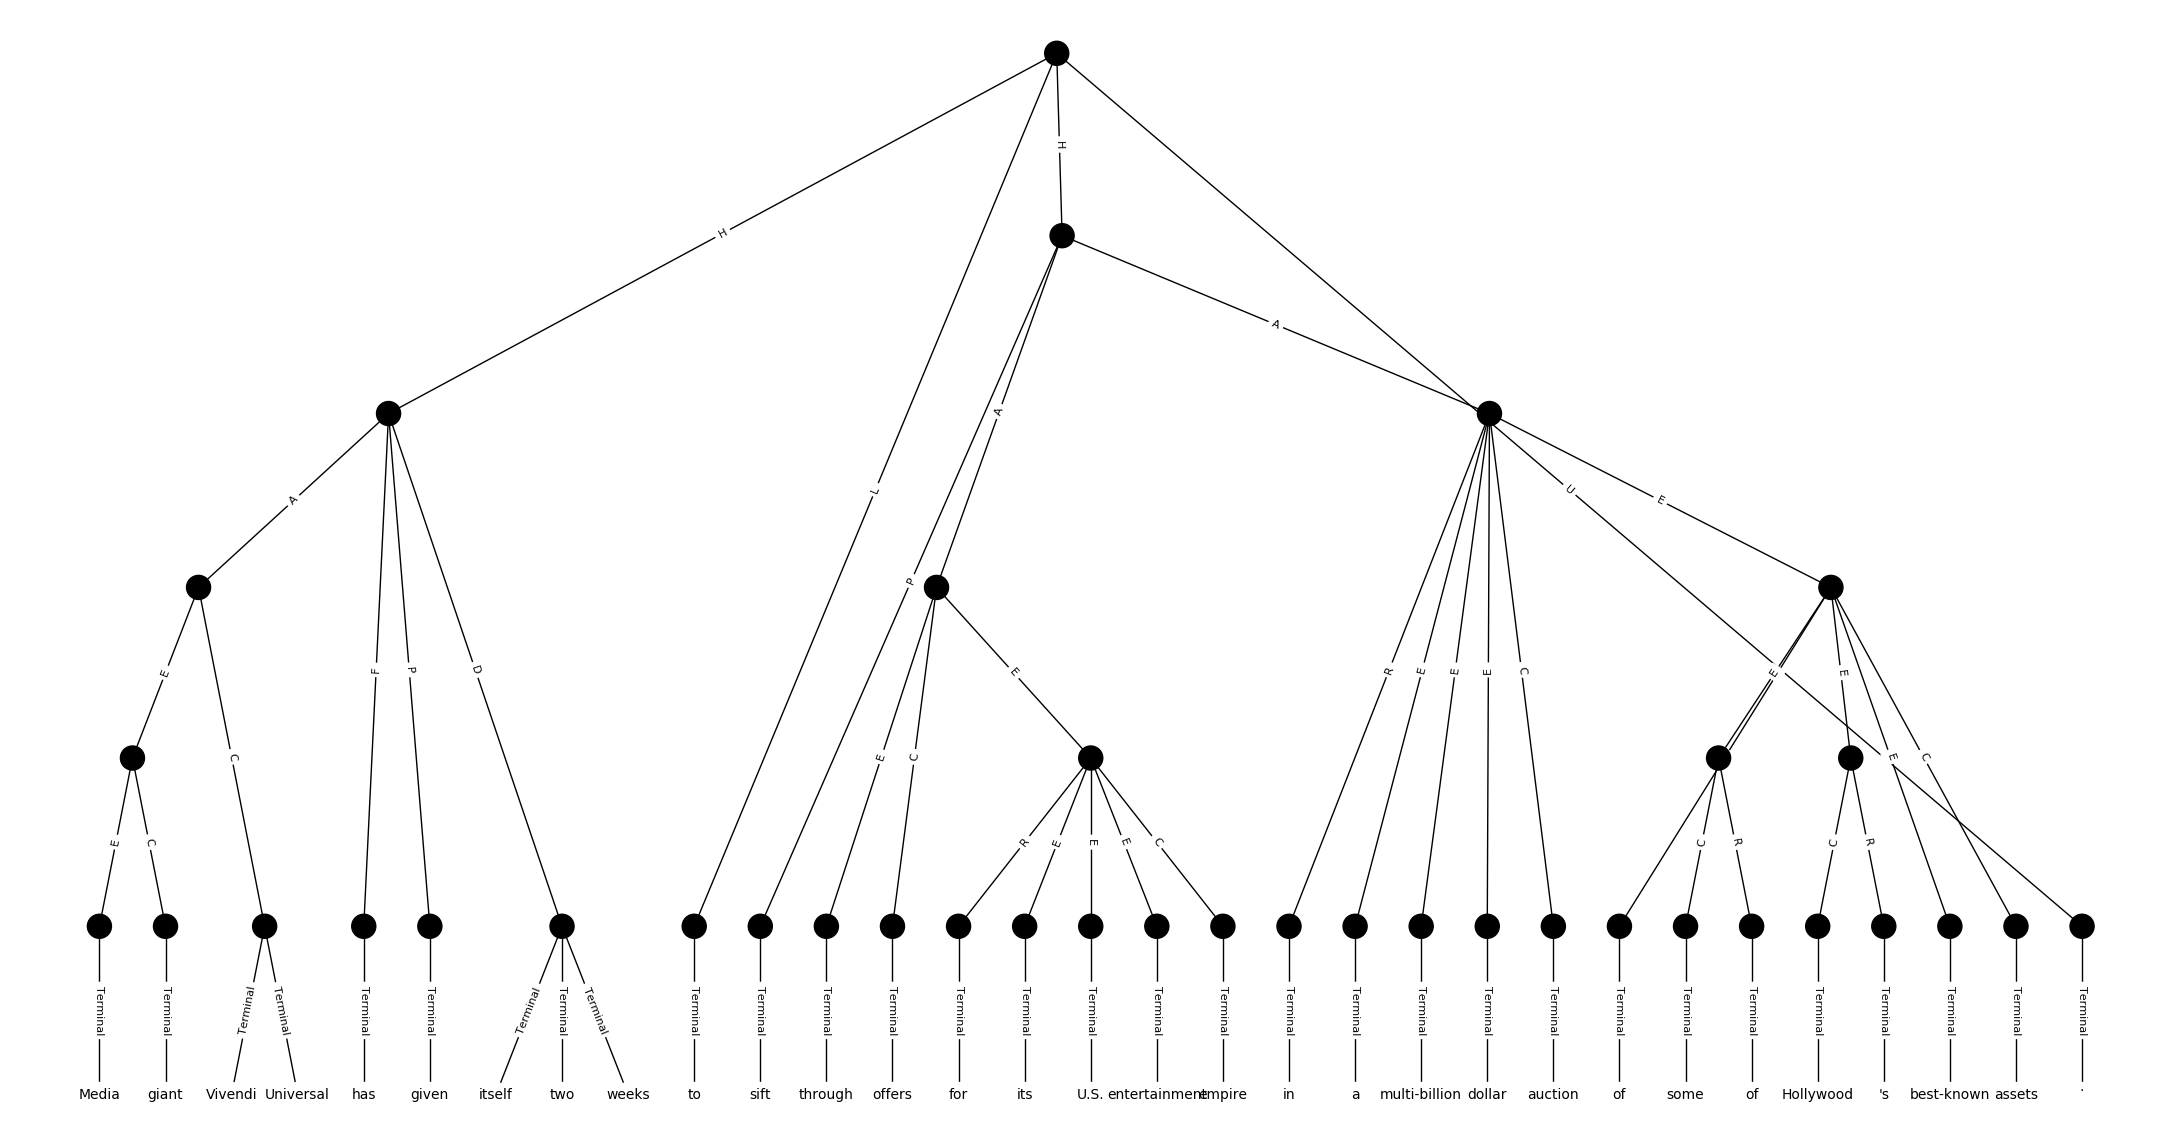 H
H
A
L
A
A
U
E
P
E
C
F
P
D
E
R
E
E
E
C
E
E
E
C
E
C
E
C
R
E
E
E
C
C
R
C
R
Terminal Terminal Terminal Terminal Terminal Terminal Terminal Terminal Terminal Terminal Terminal Terminal Terminal Terminal Terminal Terminal Terminal Terminal Terminal Terminal Terminal Terminal Terminal Terminal Terminal Terminal Terminal Terminal Terminal Terminal Terminal
Media giant Vivendi Universal has given itself two weeks to sift through offers for its U.S. entertainment empire in a multi-billion dollar auction of some of Hollywood 's best-known assets .